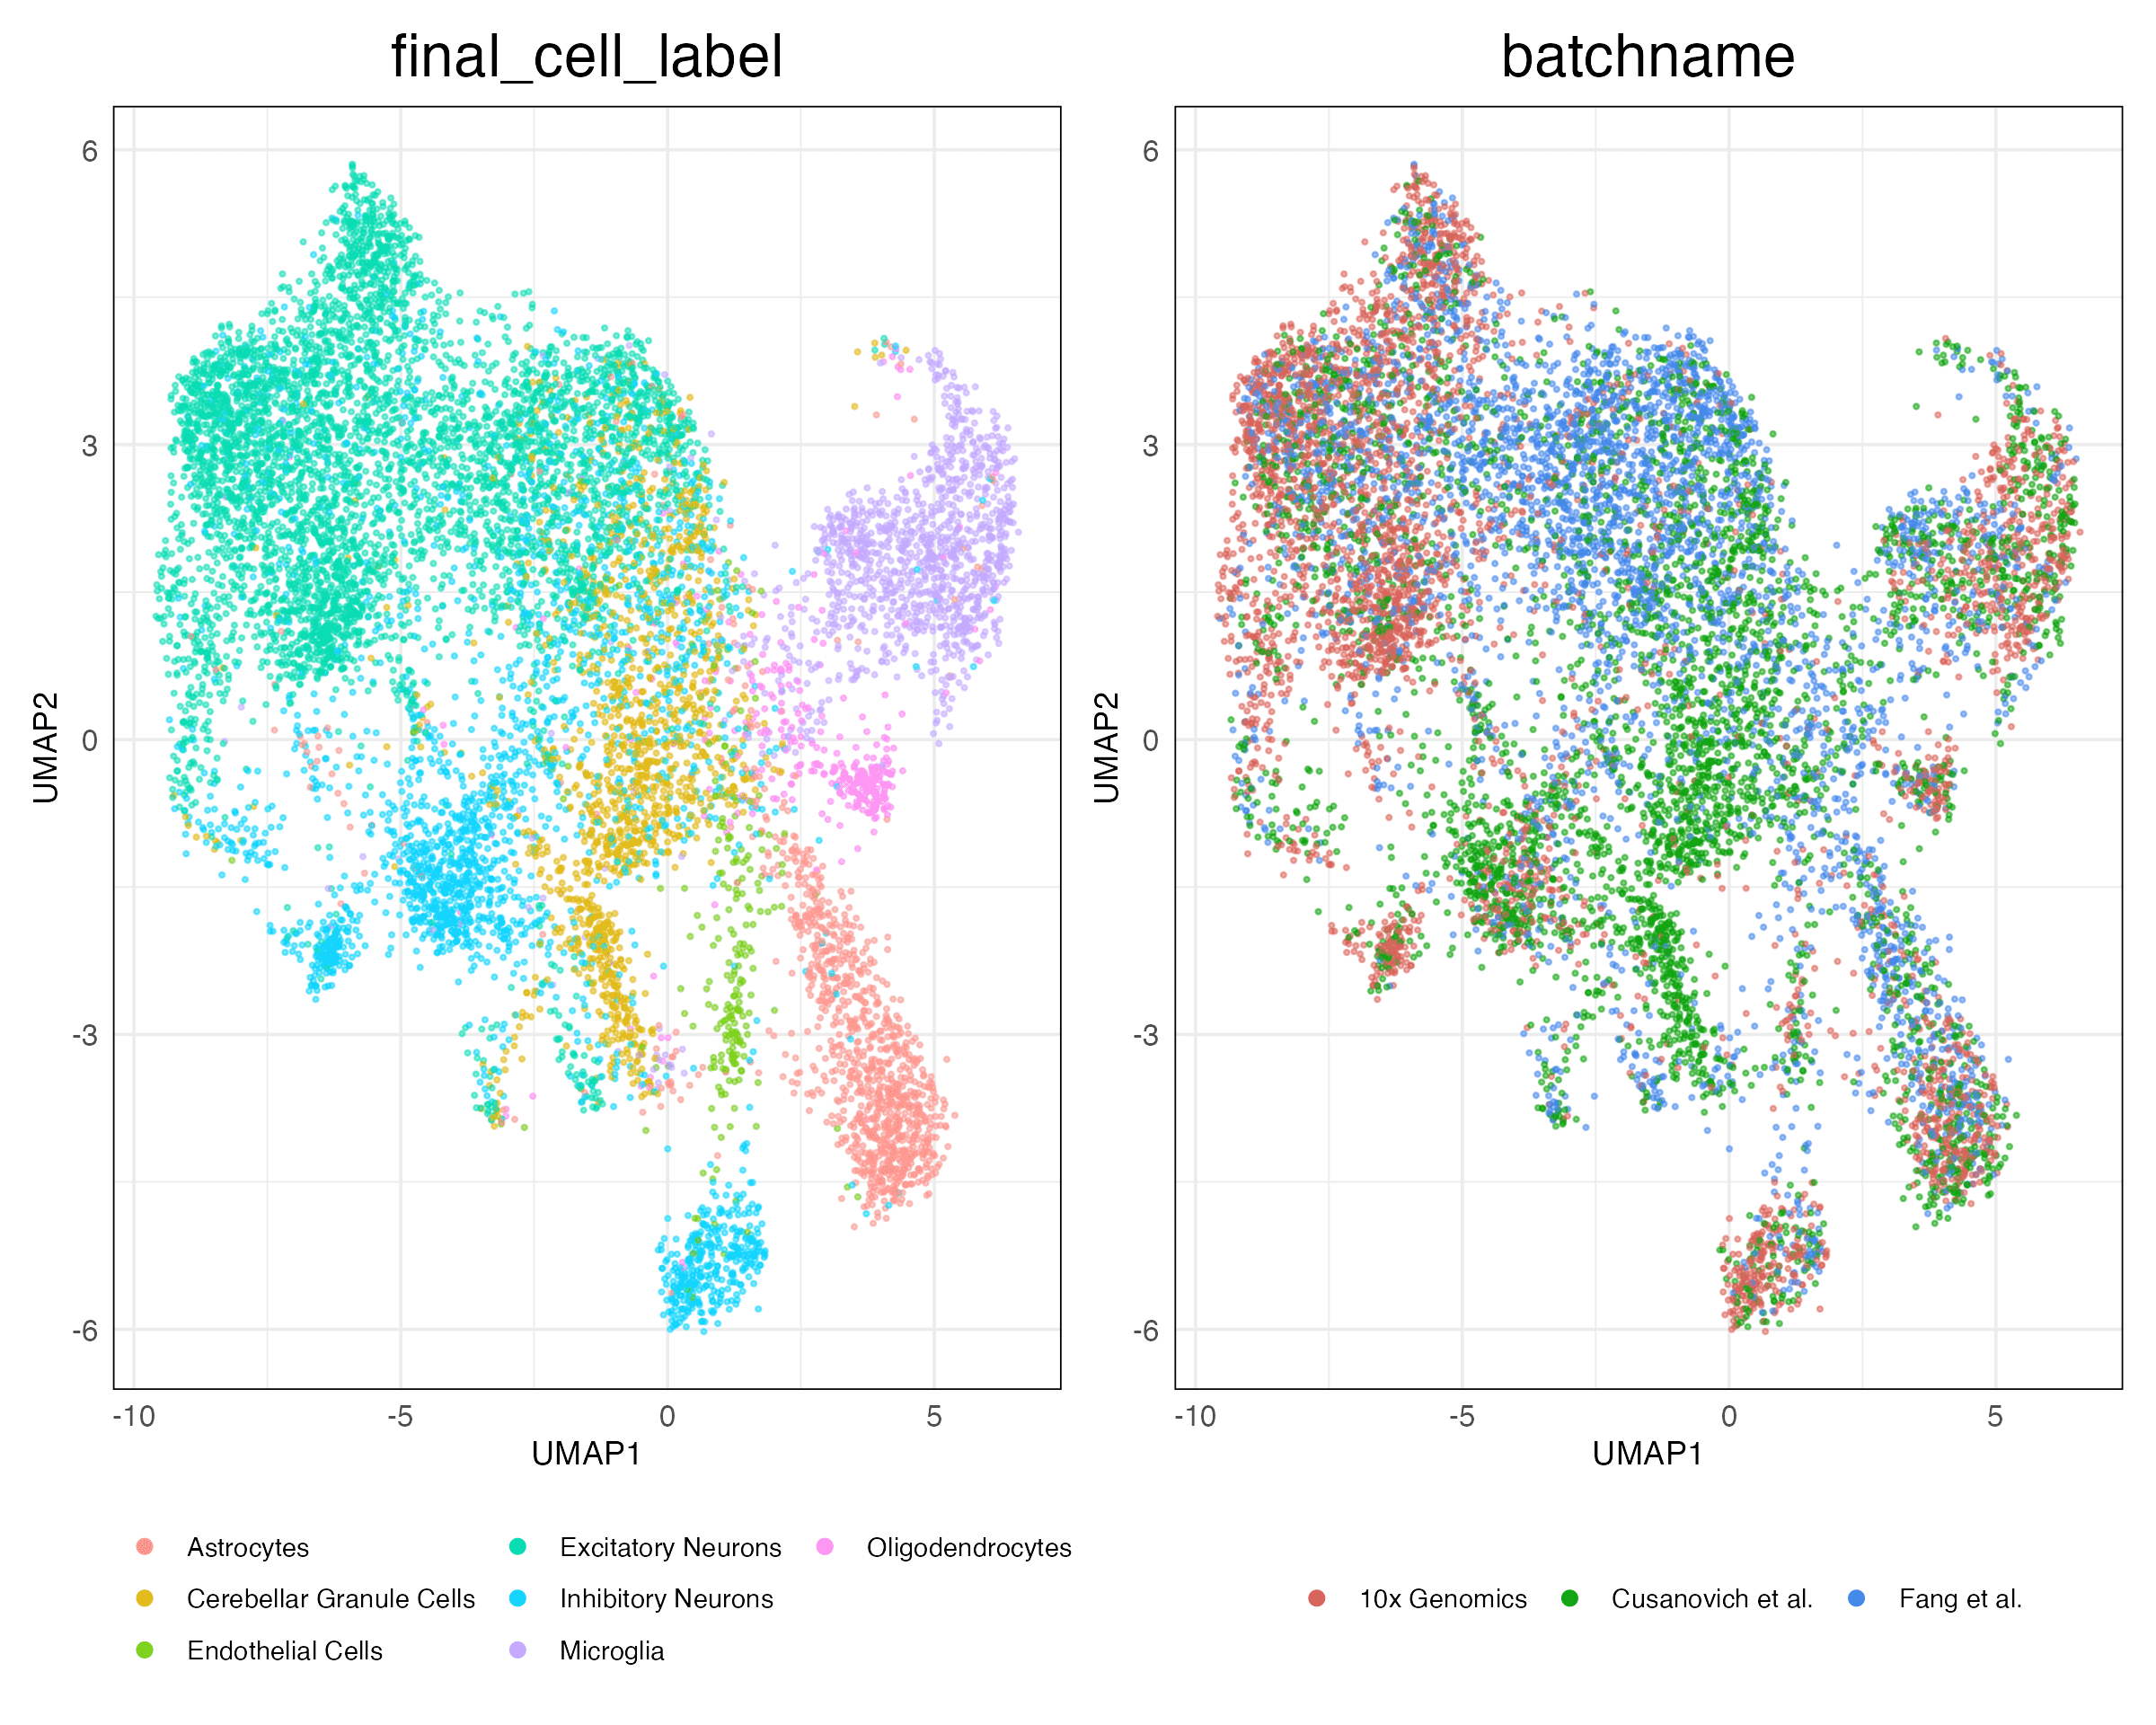 final_cell_label
batchname
6
3
0
-3
-6
UMAP2
-10
-5
0
5
UMAP1
6
3
0
-3
-6
UMAP2
-10
-5
0
5
UMAP1
Astrocytes
Excitatory Neurons
Oligodendrocytes
Cerebellar Granule Cells
Inhibitory Neurons
Endothelial Cells
Microglia
10x Genomics
Cusanovich et al.
Fang et al.